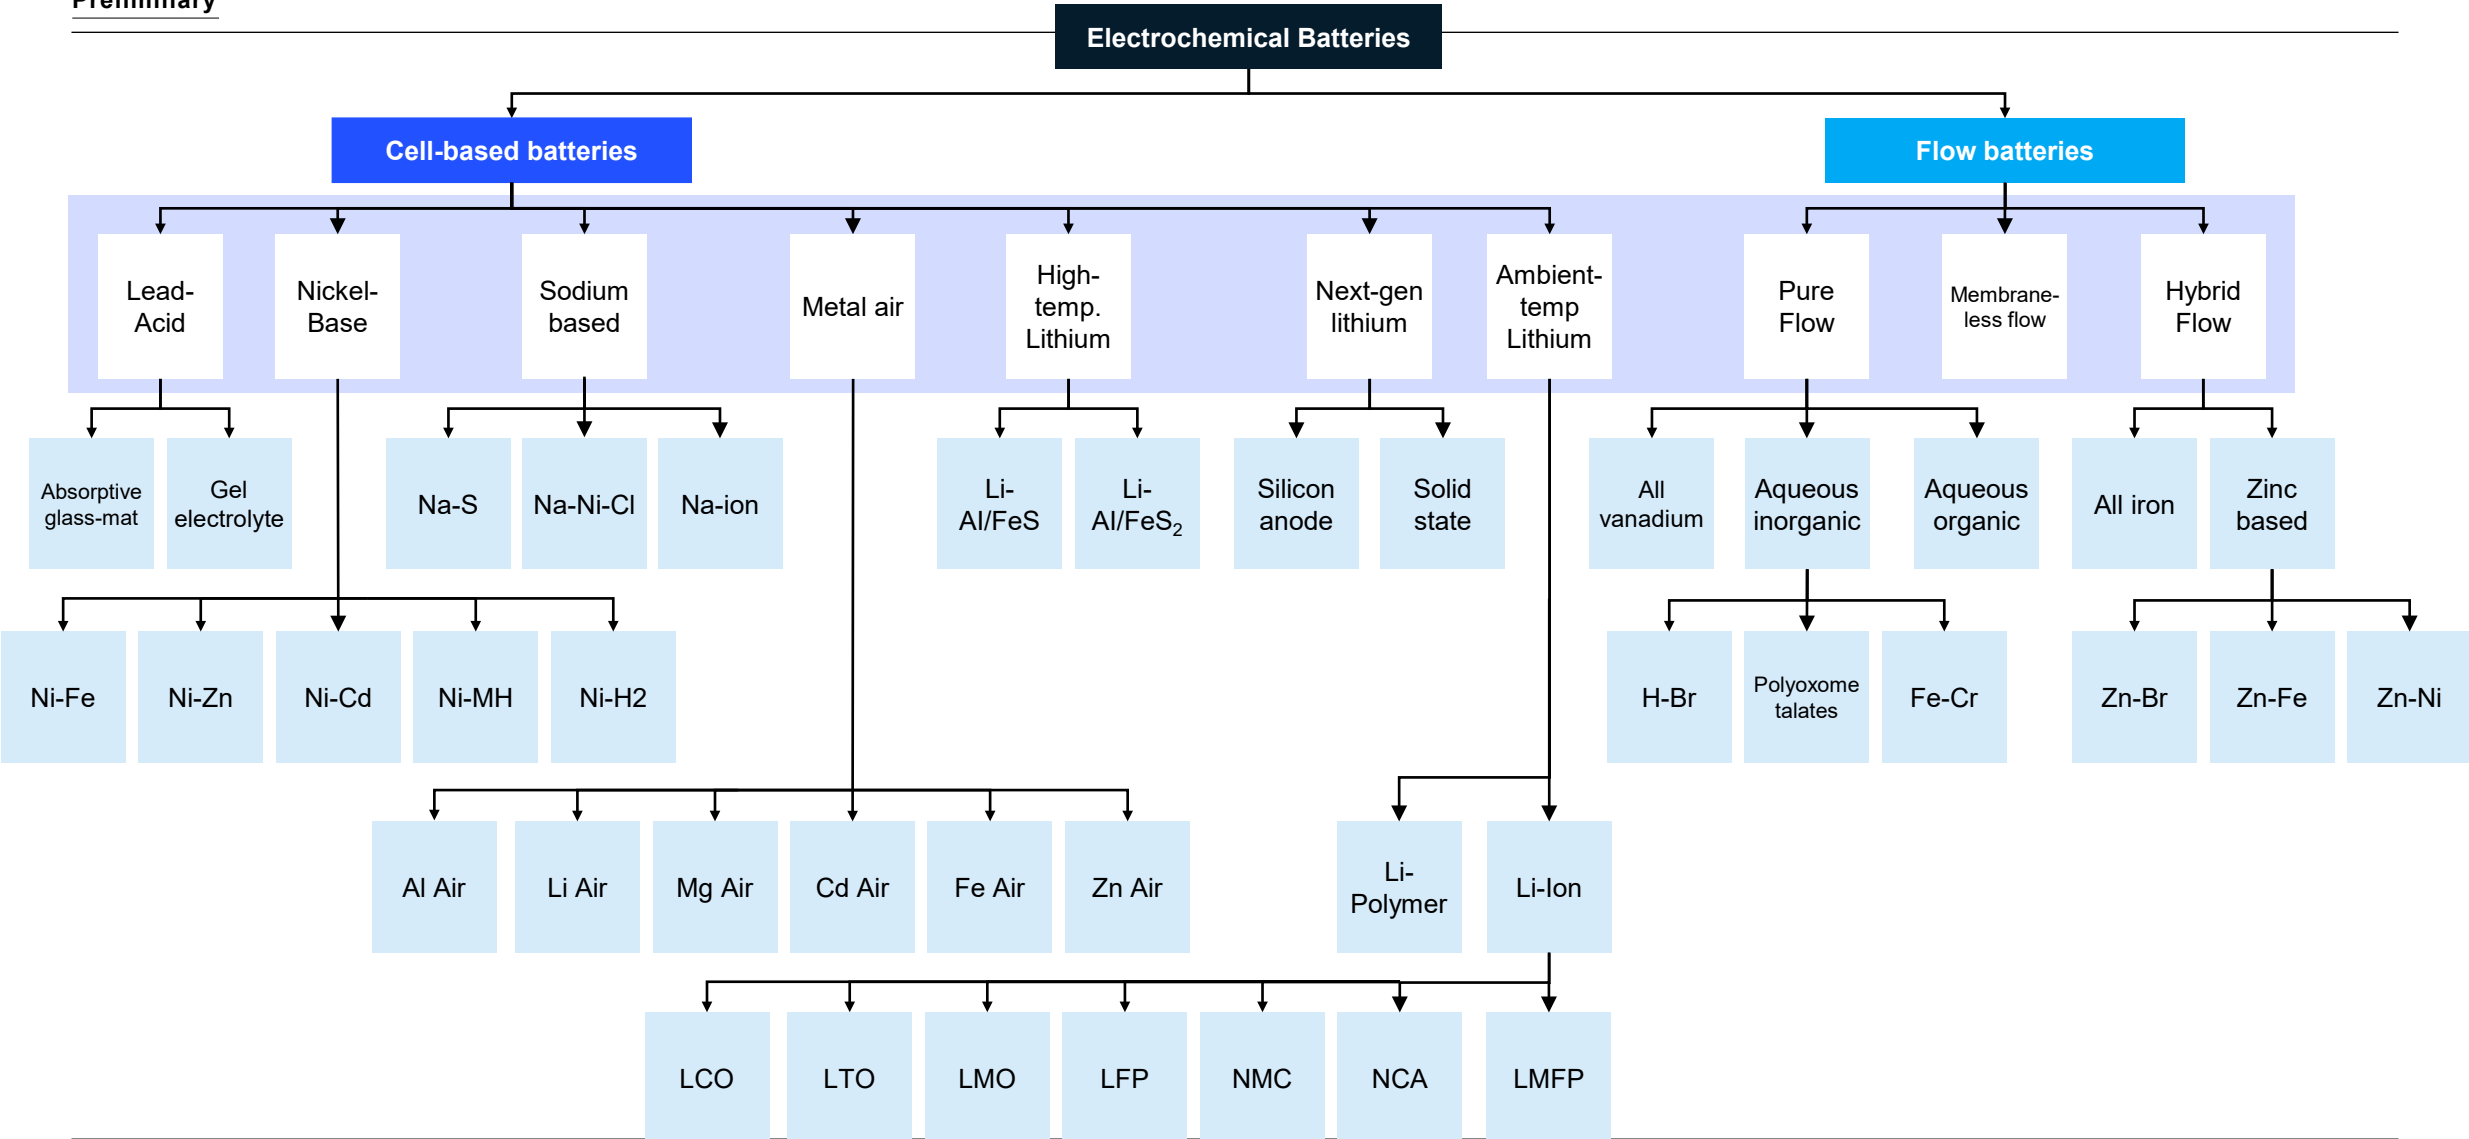 Preliminary
Electrochemical Batteries
Cell-based batteries
Flow batteries
Lead-
Acid
Nickel-
Base
Sodium
based
Metal air
High-
temp.
Lithium
Next-gen
lithium
Ambient-
temp
Lithium
Pure
Flow
Membrane-
less flow
Hybrid
Flow
Absorptive
glass-mat
Gel
electrolyte
Na-S
Na-Ni-Cl
Na-ion
Li-
Al/FeS
Li-
Al/FeS₂
Silicon
anode
Solid
state
All
vanadium
Aqueous
inorganic
Aqueous
organic
All iron
Zinc
based
Ni-Fe
Ni-Zn
Ni-Cd
Ni-MH
Ni-H2
H-Br
Polyoxome
talates
Fe-Cr
Zn-Br
Zn-Fe
Zn-Ni
Al Air
Li Air
Mg Air
Cd Air
Fe Air
Zn Air
Li-
Polymer
Li-Ion
LCO
LTO
LMO
LFP
NMC
NCA
LMFP